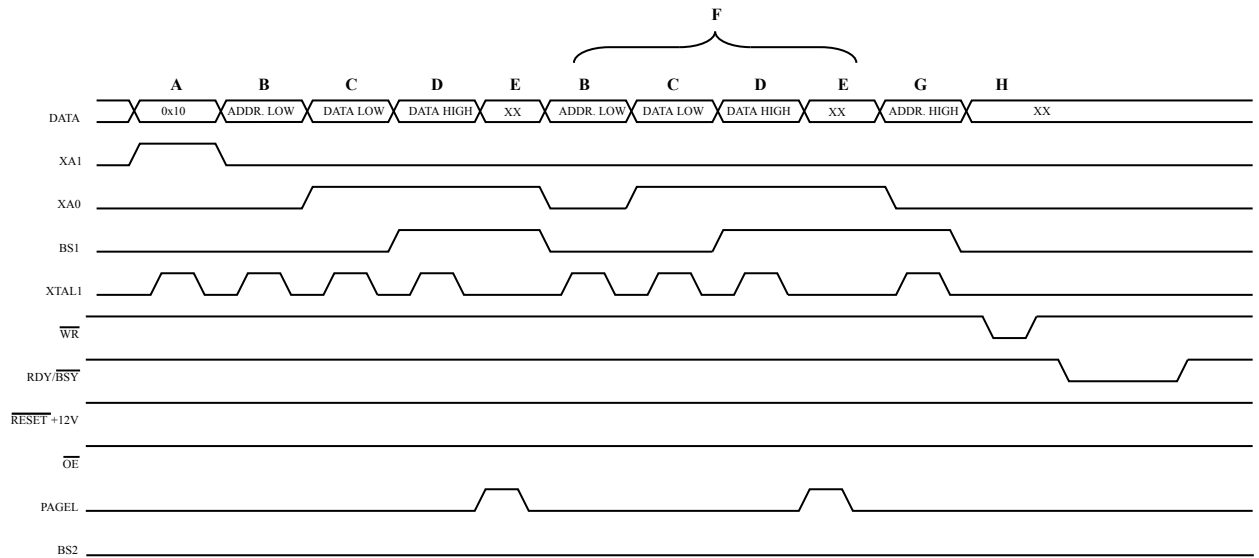 F
A B C D E B C D E G H
DATA 0x10 ADDR. LOW DATA LOW DATA HIGH XX ADDR. LOW DATA LOW DATA HIGH XX ADDR. HIGH XX
XA1
XA0
BS1
XTAL1
WR
RDY/BSY
RESET +12V
OE
PAGEL
BS2